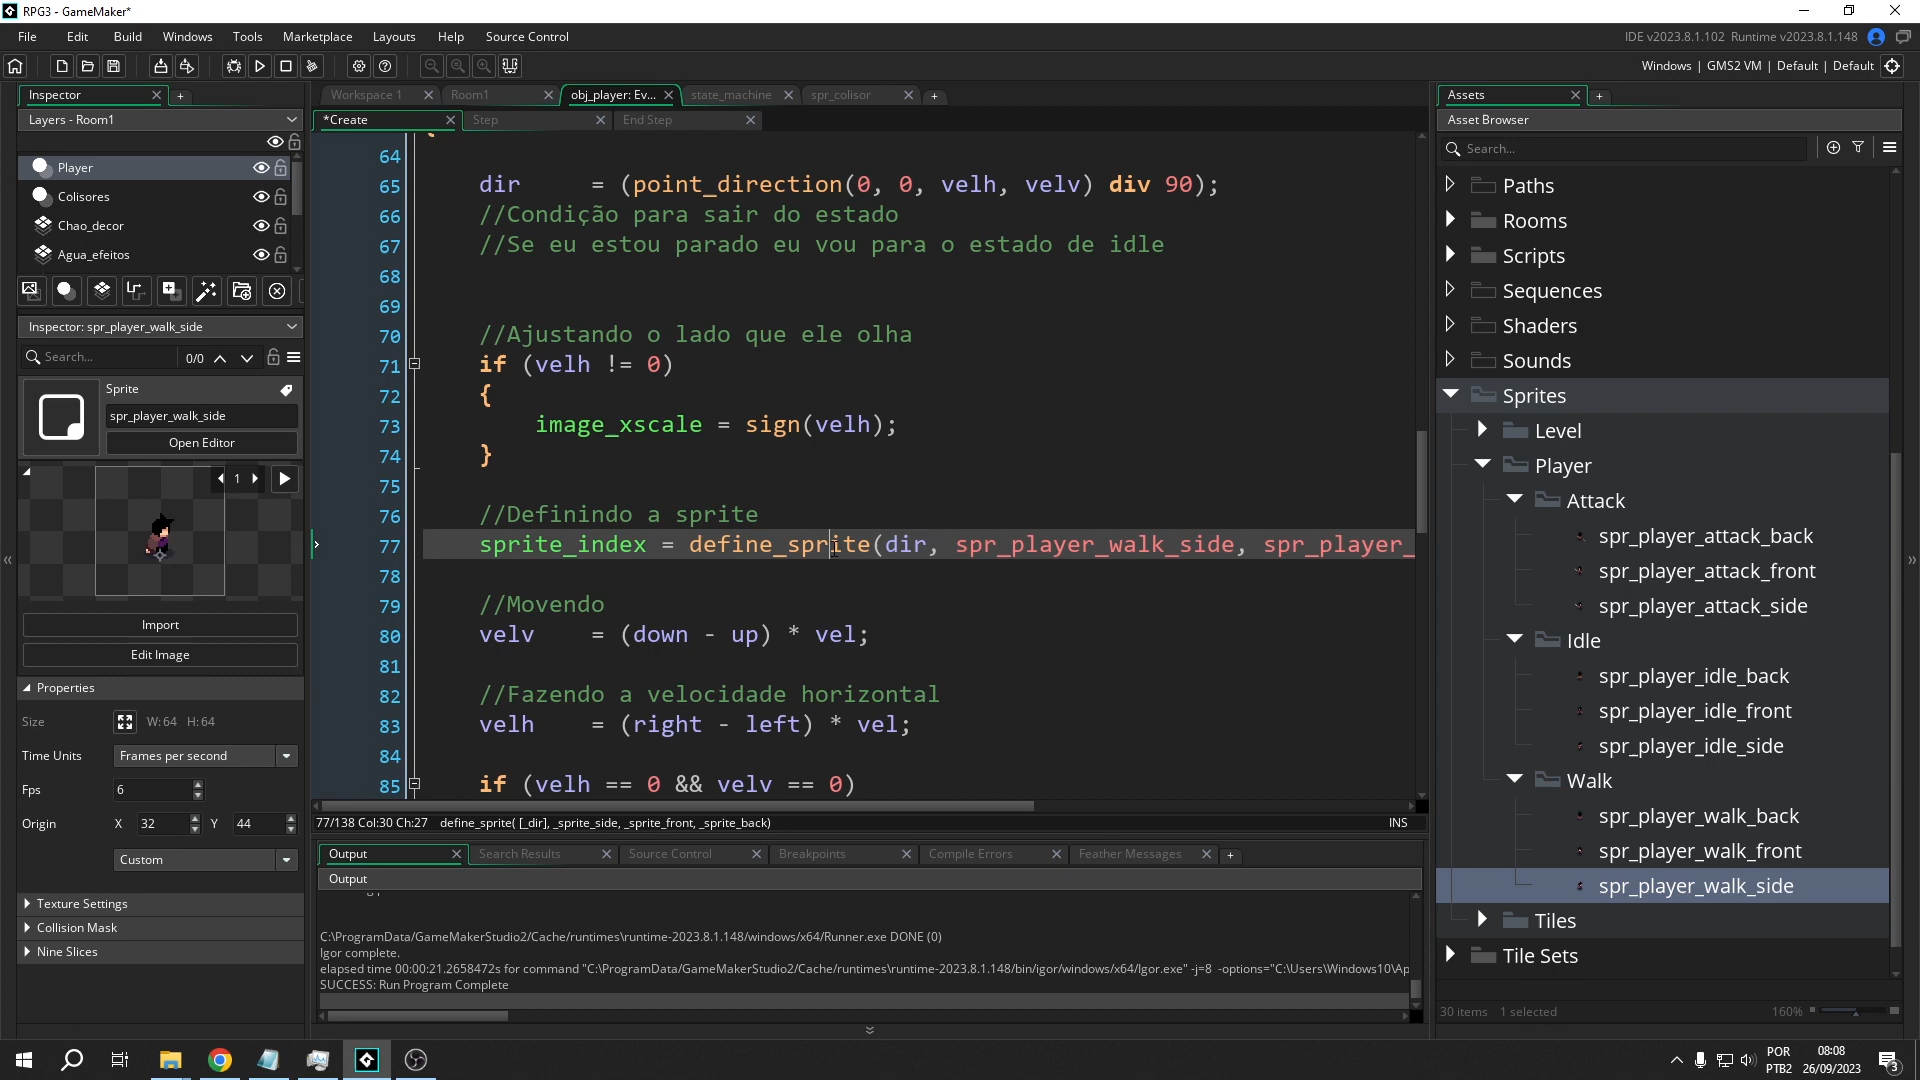 RPG3 - GameMaker*
File Edit Build Windows Tools Marketplace Layouts Help Source Control
IDE v2023.8.1.102 Runtime v2023.8.1.148
Windows | GMS2 VM | Default | Default
Inspector
Layers - Room1
Player
Colisores
Chao_decor
Agua_efeitos
Inspector: spr_player_walk_side
Search... 0/0
Sprite
spr_player_walk_side
Open Editor
1
Import
Edit Image
Properties
Size W:64 H:64
Time Units Frames per second
Fps 6
Origin X 32 Y 44
Custom
Texture Settings
Collision Mask
Nine Slices
Workspace 1 Room1 obj_player: Ev... state_machine spr_colisor
*Create Step End Step
64
65 dir = (point_direction(0, 0, velh, velv) div 90);
66 //Condição para sair do estado
67 //Se eu estou parado eu vou para o estado de idle
68
69
70 //Ajustando o lado que ele olha
71 if (velh != 0)
72 {
73 image_xscale = sign(velh);
74 }
75
76 //Definindo a sprite
77 sprite_index = define_sprite(dir, spr_player_walk_side, spr_player_
78
79 //Movendo
80 velv = (down - up) * vel;
81
82 //Fazendo a velocidade horizontal
83 velh = (right - left) * vel;
84
85 if (velh == 0 && velv == 0)
77/138 Col:30 Ch:27 define_sprite( [_dir], _sprite_side, _sprite_front, _sprite_back) INS
Output Search Results Source Control Breakpoints Compile Errors Feather Messages
Output
C:\ProgramData/GameMakerStudio2/Cache/runtimes\runtime-2023.8.1.148/windows/x64/Runner.exe DONE (0)
Igor complete.
elapsed time 00:00:21.2658472s for command "C:\ProgramData/GameMakerStudio2/Cache/runtimes\runtime-2023.8.1.148/bin/igor/windows/x64/Igor.exe" -j=8 -options="C:\Users\Windows10\Ap
SUCCESS: Run Program Complete
Assets
Asset Browser
Search...
Paths
Rooms
Scripts
Sequences
Shaders
Sounds
Sprites
Level
Player
Attack
spr_player_attack_back
spr_player_attack_front
spr_player_attack_side
Idle
spr_player_idle_back
spr_player_idle_front
spr_player_idle_side
Walk
spr_player_walk_back
spr_player_walk_front
spr_player_walk_side
Tiles
Tile Sets
30 items 1 selected 160%
POR
PTB2
08:08
26/09/2023
3